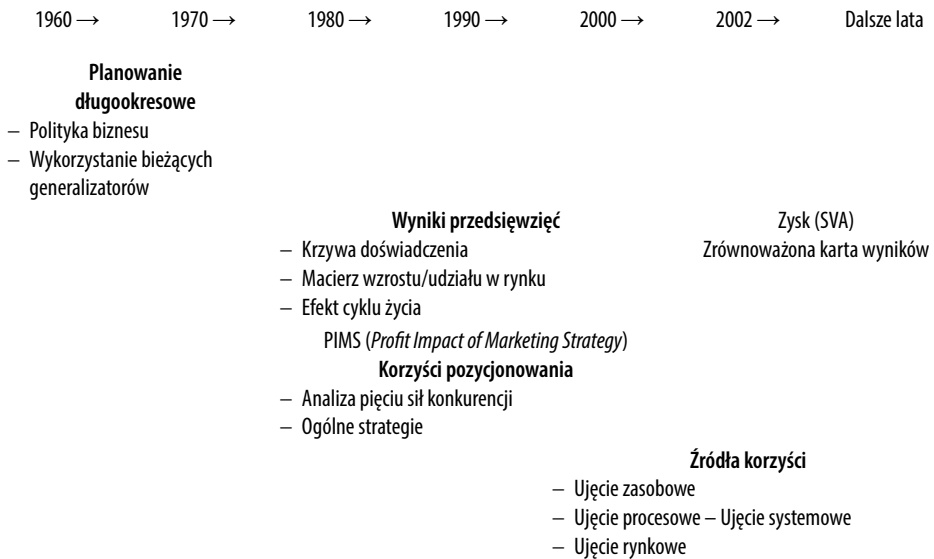 1960 → 1970 → 1980 → 1990 → 2000 → 2002 → Dalsze lata
Planowanie
długookresowe
– Polityka biznesu
– Wykorzystanie bieżących
generalizatorów
Wyniki przedsięwzięć
– Krzywa doświadczenia
– Macierz wzrostu/udziału w rynku
– Efekt cyklu życia
PIMS (Profit Impact of Marketing Strategy)
Zysk (SVA)
Zrównoważona karta wyników
Korzyści pozycjonowania
– Analiza pięciu sił konkurencji
– Ogólne strategie
Źródła korzyści
– Ujęcie zasobowe
– Ujęcie procesowe – Ujęcie systemowe
– Ujęcie rynkowe